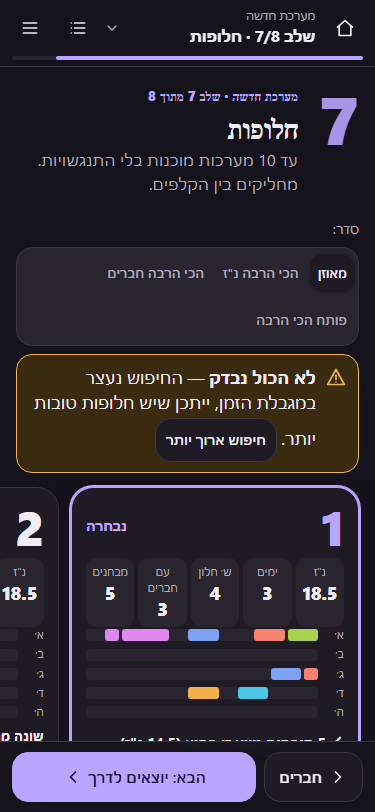 מערכת חדשה
שלב 7/8 · חלופות
7
מערכת חדשה • שלב 7 מתוך 8
חלופות
עד 10 מערכות מוכנות בלי התנגשויות.
מחליקים בין הקלפים.
סדר:
מאוזן
הכי הרבה נ"ז
הכי הרבה חברים
פותח הכי הרבה
לא הכול נבדק — החיפוש נעצר
במגבלת הזמן, ייתכן שיש חלופות טובות
יותר.
חיפוש ארוך יותר
1
נבחרה
נ"ז
18.5
ימים
3
ש׳ חלון
4
עם
חברים
3
מבחנים
5
א׳
ב׳
ג׳
ד׳
ה׳
2
נ"ז
18.5
א׳
ב׳
ג׳
ד׳
ה׳
שונה
חברים
הבא: יוצאים לדרך